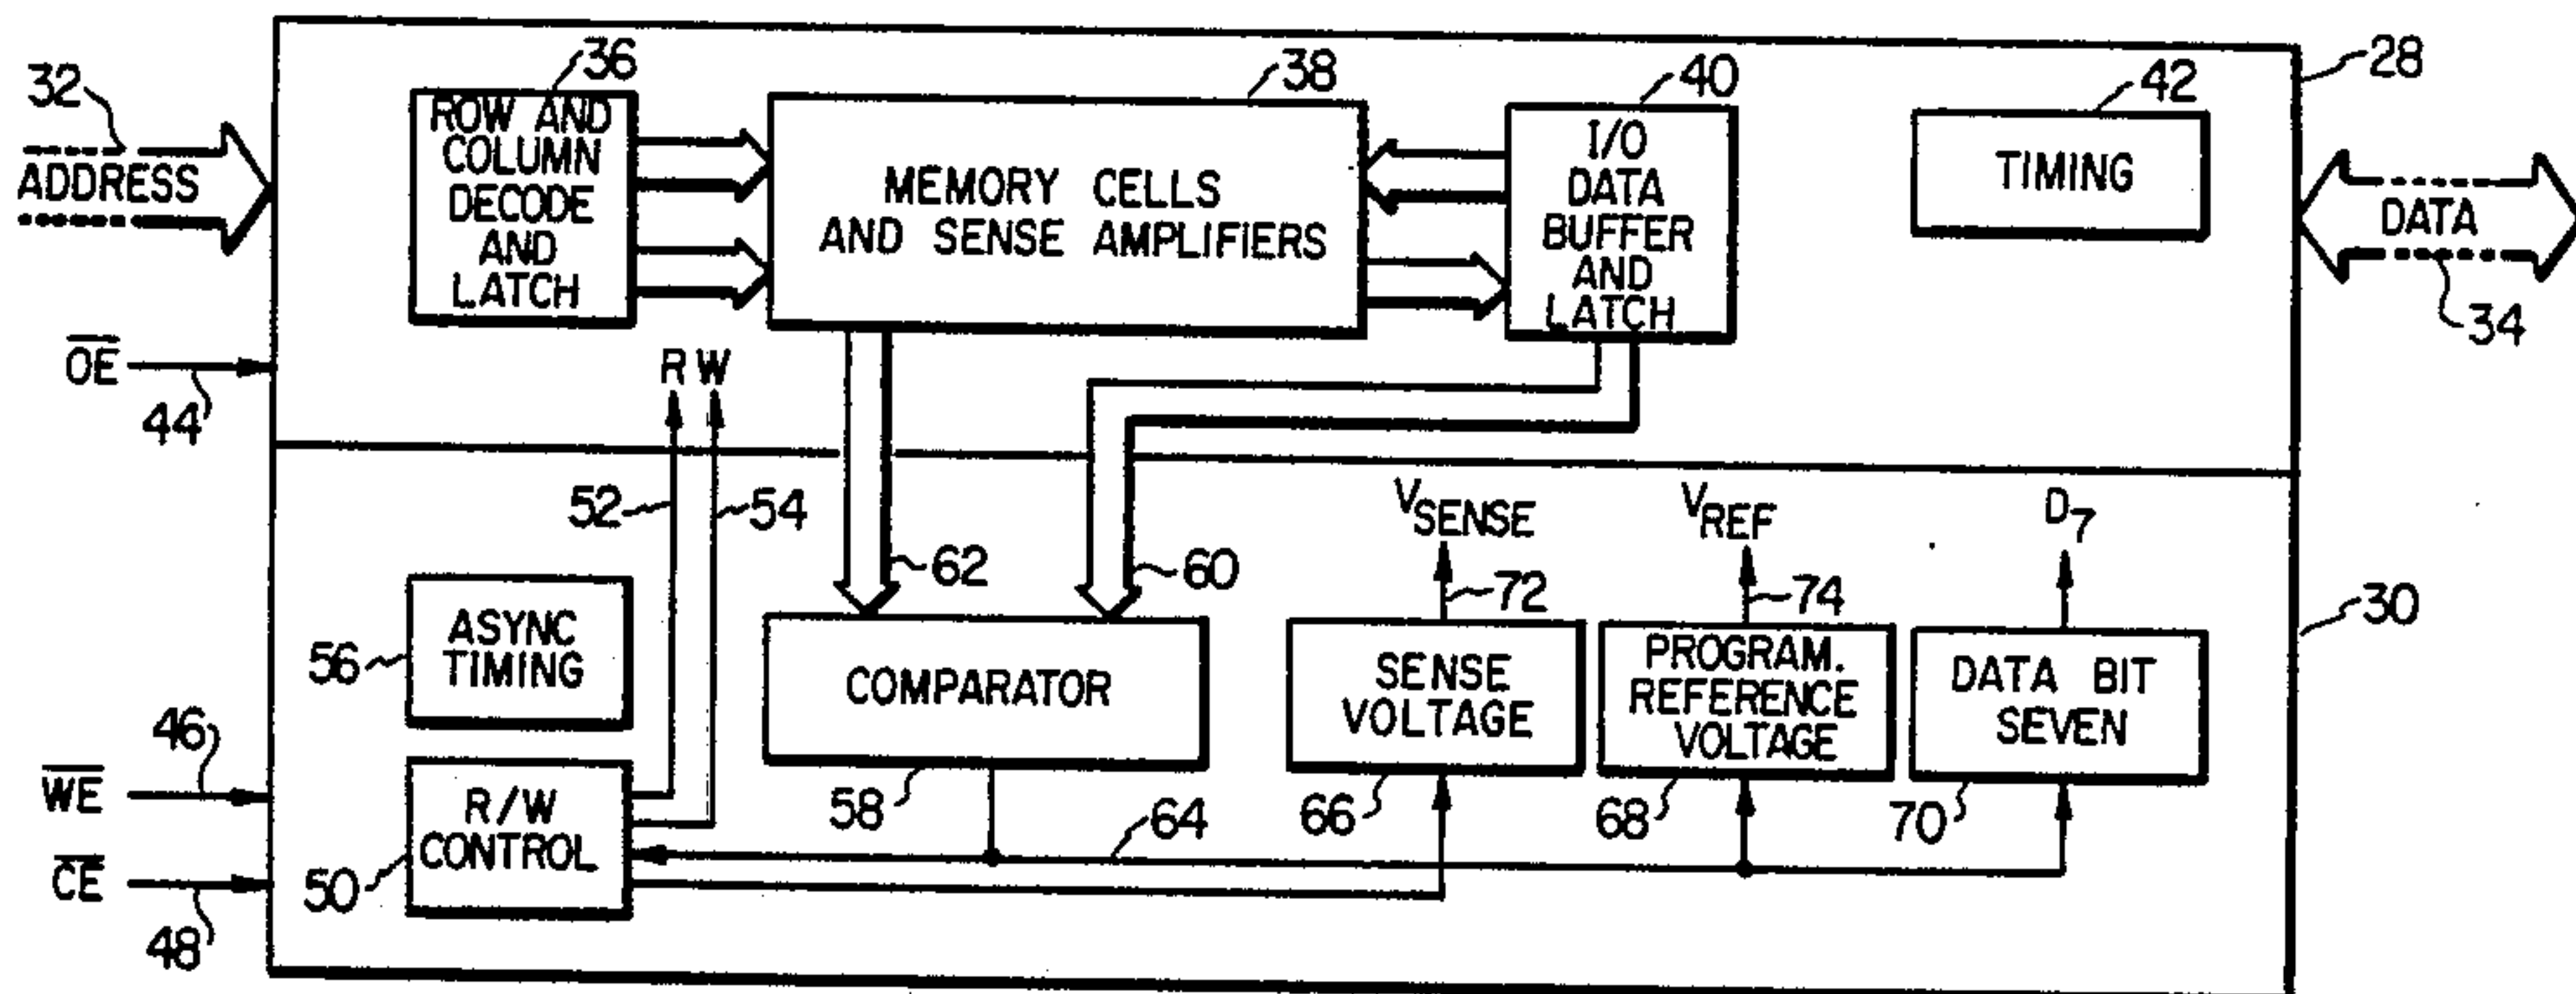 32
ADDRESS
36
ROW AND
COLUMN
DECODE
AND
LATCH
38
MEMORY CELLS
AND SENSE AMPLIFIERS
40
I/O
DATA
BUFFER
AND
LATCH
42
TIMING
28
DATA
34
O̅E̅
44
R W
52
54
62
60
V SENSE
72
V REF
74
D7
30
56
ASYNC
TIMING
COMPARATOR
58
SENSE
VOLTAGE
66
PROGRAM.
REFERENCE
VOLTAGE
68
DATA BIT
SEVEN
70
46
W̅E̅
C̅E̅
48
R/W
CONTROL
50
64